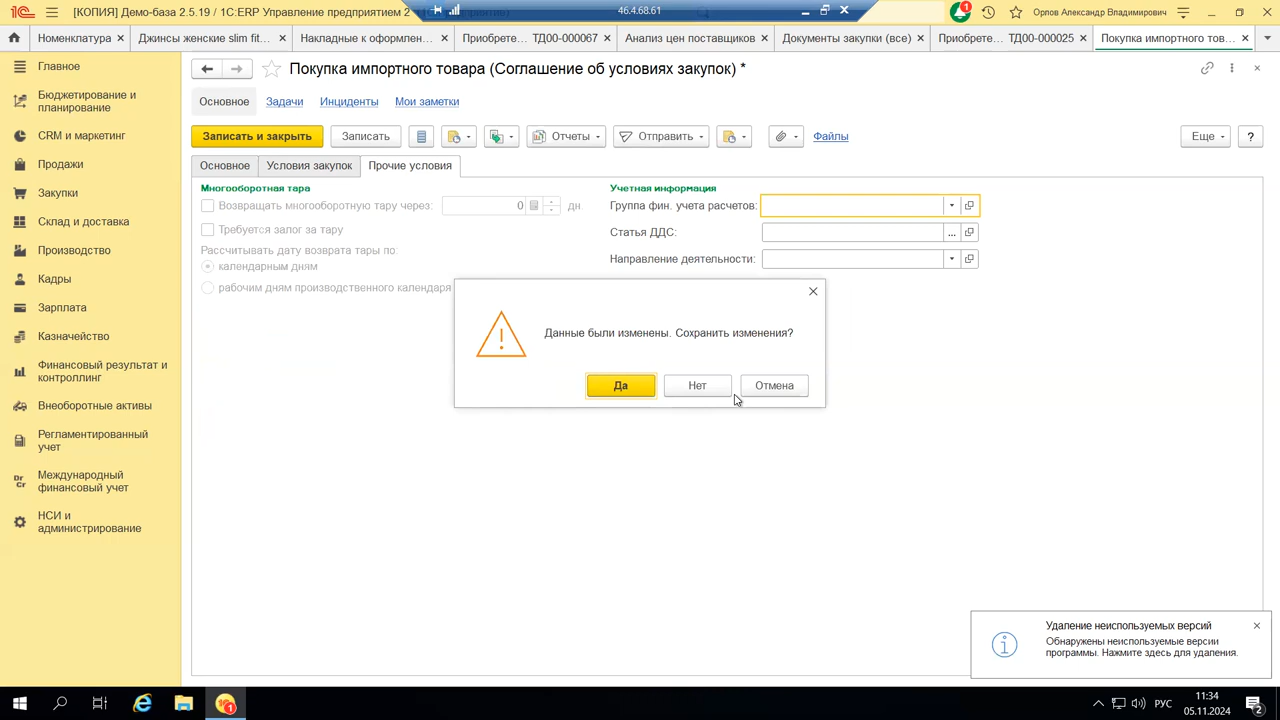 [КОПИЯ] Демо-база 2.5.19 / 1С:ERP Управление предприятием 2
46.4.68.61
Орлов Александр Владимирович
Номенклатура
Джинсы женские slim fit...
Накладные к оформлен...
Приобрете... ТД00-000067
Анализ цен поставщиков
Документы закупки (все)
Приобрете... ТД00-000025
Покупка импортного тов...
Главное
Бюджетирование и
планирование
CRM и маркетинг
Продажи
Закупки
Склад и доставка
Производство
Кадры
Зарплата
Казначейство
Финансовый результат и
контроллинг
Внеоборотные активы
Регламентированный
учет
Международный
финансовый учет
НСИ и
администрирование
Покупка импортного товара (Соглашение об условиях закупок) *
Основное
Задачи
Инциденты
Мои заметки
Записать и закрыть
Записать
Отчеты
Отправить
Файлы
Еще
?
Основное
Условия закупок
Прочие условия
Многооборотная тара
Возвращать многооборотную тару через:
0
дн.
Требуется залог за тару
Рассчитывать дату возврата тары по:
календарным дням
рабочим дням производственного календаря
Учетная информация
Группа фин. учета расчетов:
Статья ДДС:
Направление деятельности:
Данные были изменены. Сохранить изменения?
Да
Нет
Отмена
Удаление неиспользуемых версий
Обнаружены неиспользуемые версии
программы. Нажмите здесь для удаления.
РУС
11:34
05.11.2024